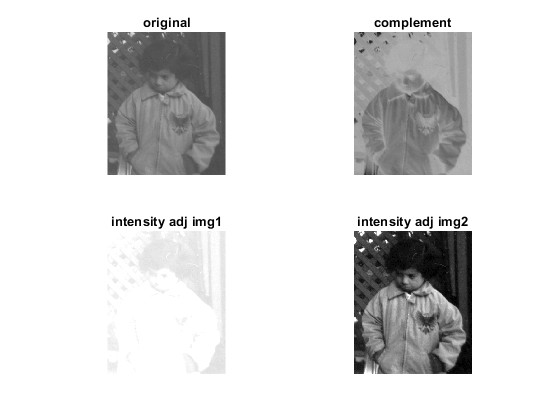 original
complement
intensity adj img1
intensity adj img2